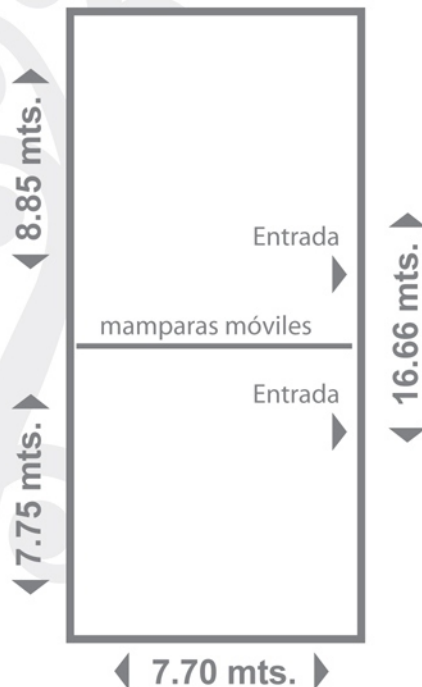 8.85 mts.
Entrada
mamparas móviles
16.66 mts.
Entrada
7.75 mts.
7.70 mts.